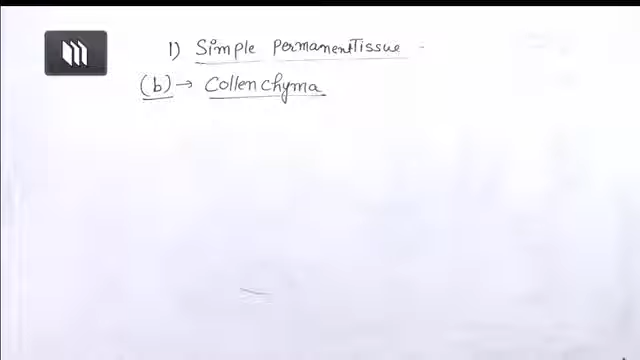 1) Simple PermanentTissue -
(b) → Collenchyma